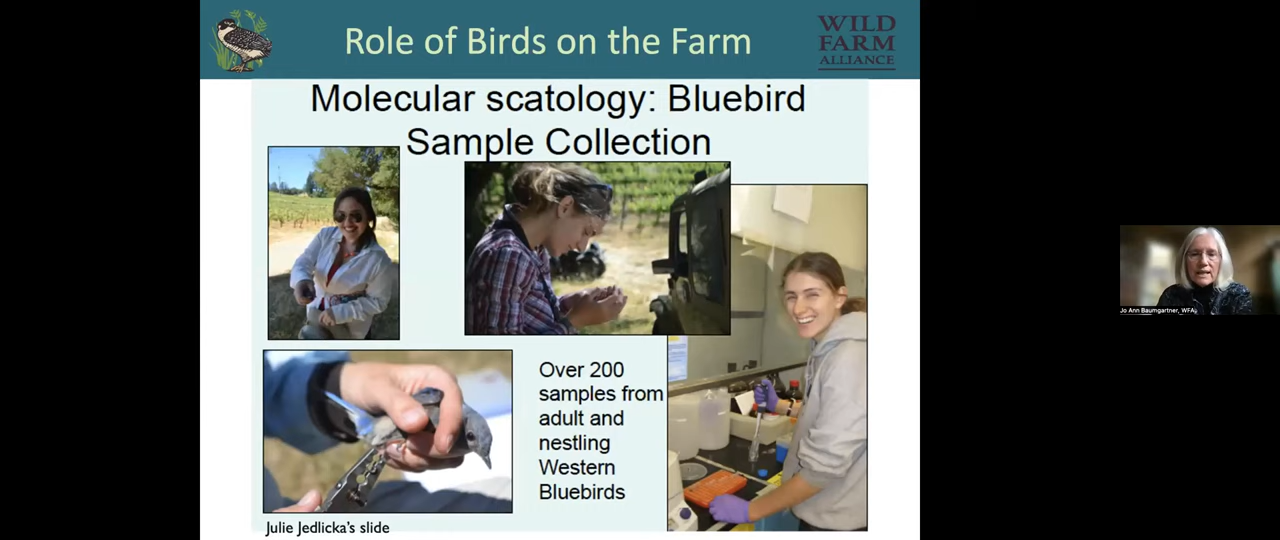 Role of Birds on the Farm
WILD
FARM
ALLIANCE
Molecular scatology: Bluebird
Sample Collection
Over 200
samples from
adult and
nestling
Western
Bluebirds
Julie Jedlicka's slide
Jo Ann Baumgartner, WFA